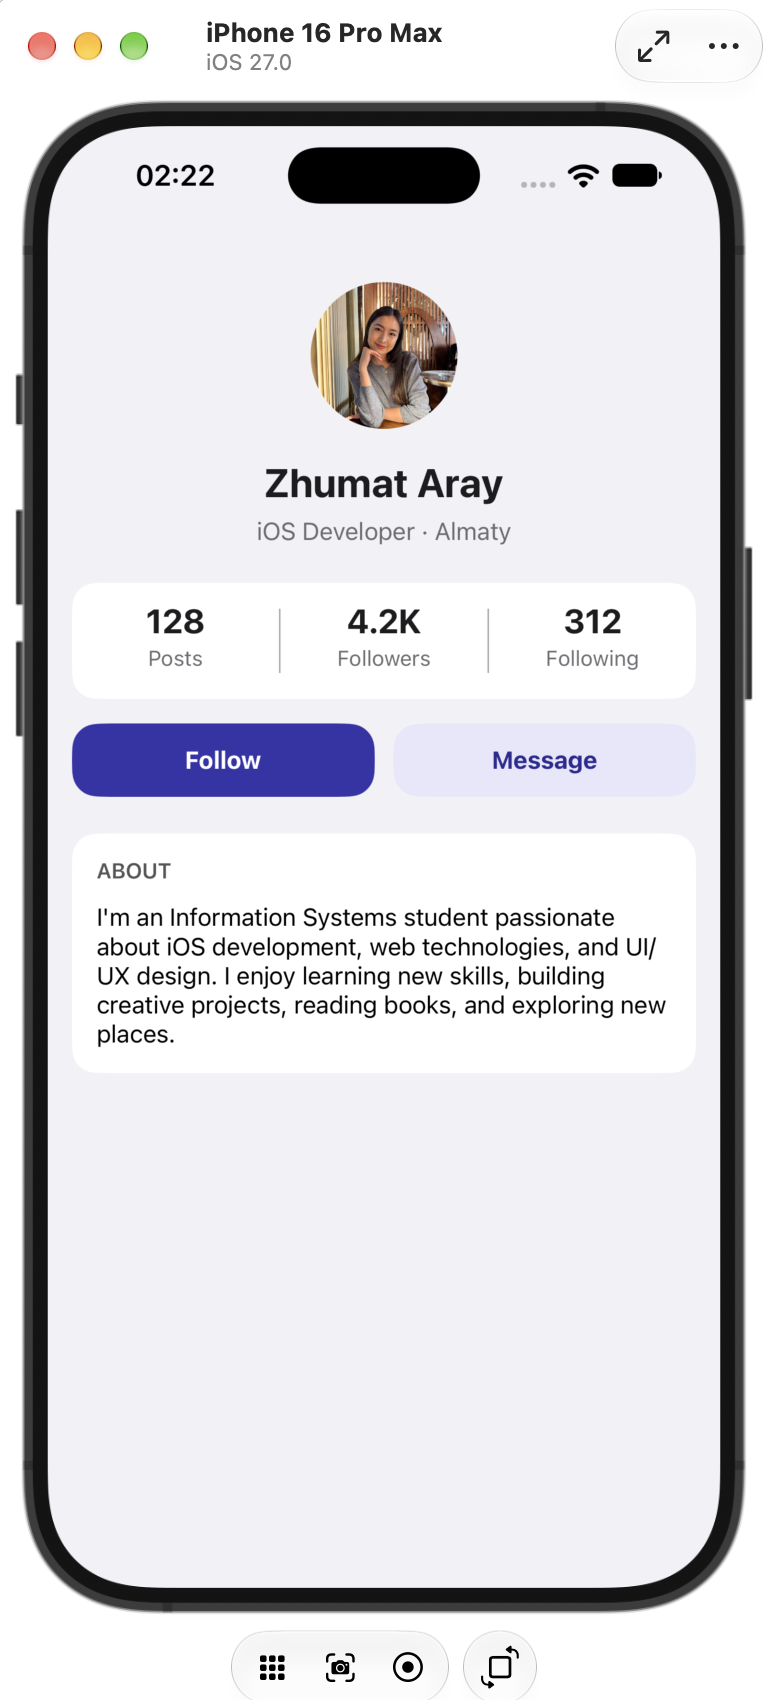 iPhone 16 Pro Max
iOS 27.0
02:22
Zhumat Aray
iOS Developer · Almaty
128
Posts
4.2K
Followers
312
Following
Follow
Message
ABOUT
I'm an Information Systems student passionate
about iOS development, web technologies, and UI/
UX design. I enjoy learning new skills, building
creative projects, reading books, and exploring new
places.